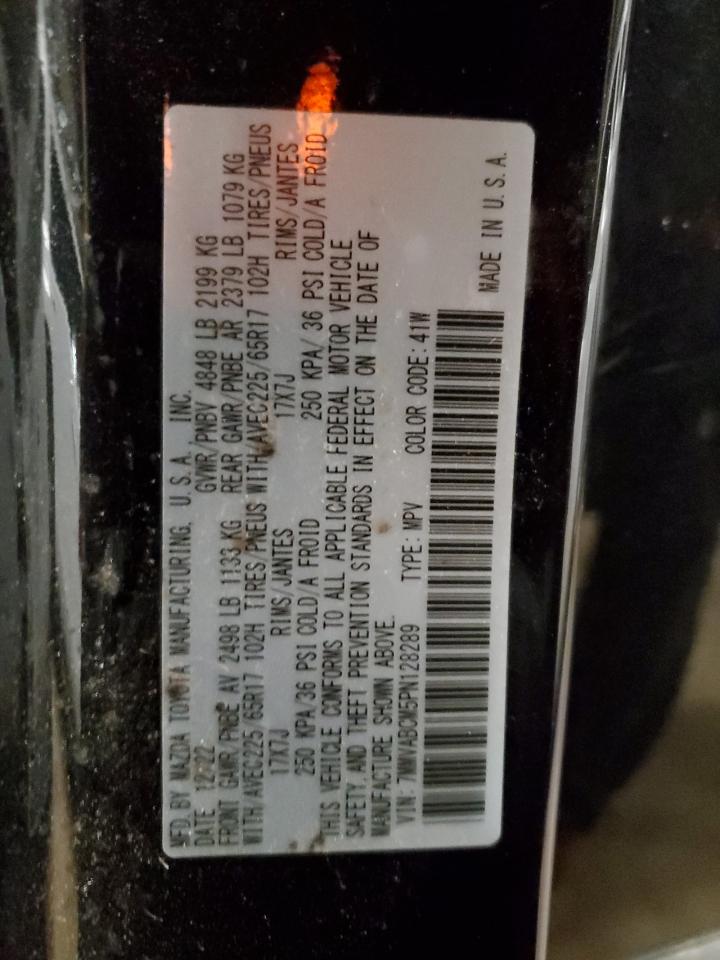 MFD. BY MAZDA TOYOTA MANUFACTURING, U.S.A. INC.
DATE 12/22 GVWR/PNBV 4848 LB 2199 KG
FRONT GAWR/PNBE AV 2498 LB 1133 KG REAR GAWR/PNBE AR 2379 LB 1079 KG
WITH/AVEC225/65R17 102H TIRES/PNEUS WITH/AVEC225/65R17 102H TIRES/PNEUS
17X7J RIMS/JANTES 17X7J RIMS/JANTES
250 KPA/36 PSI COLD/A FROID 250 KPA/ 36 PSI COLD/A FROID
THIS VEHICLE CONFORMS TO ALL APPLICABLE FEDERAL MOTOR VEHICLE
SAFETY AND THEFT PREVENTION STANDARDS IN EFFECT ON THE DATE OF
MANUFACTURE SHOWN ABOVE.
VIN: 7MMVABCM5PN128289 TYPE: MPV COLOR CODE: 41W
MADE IN U.S.A.